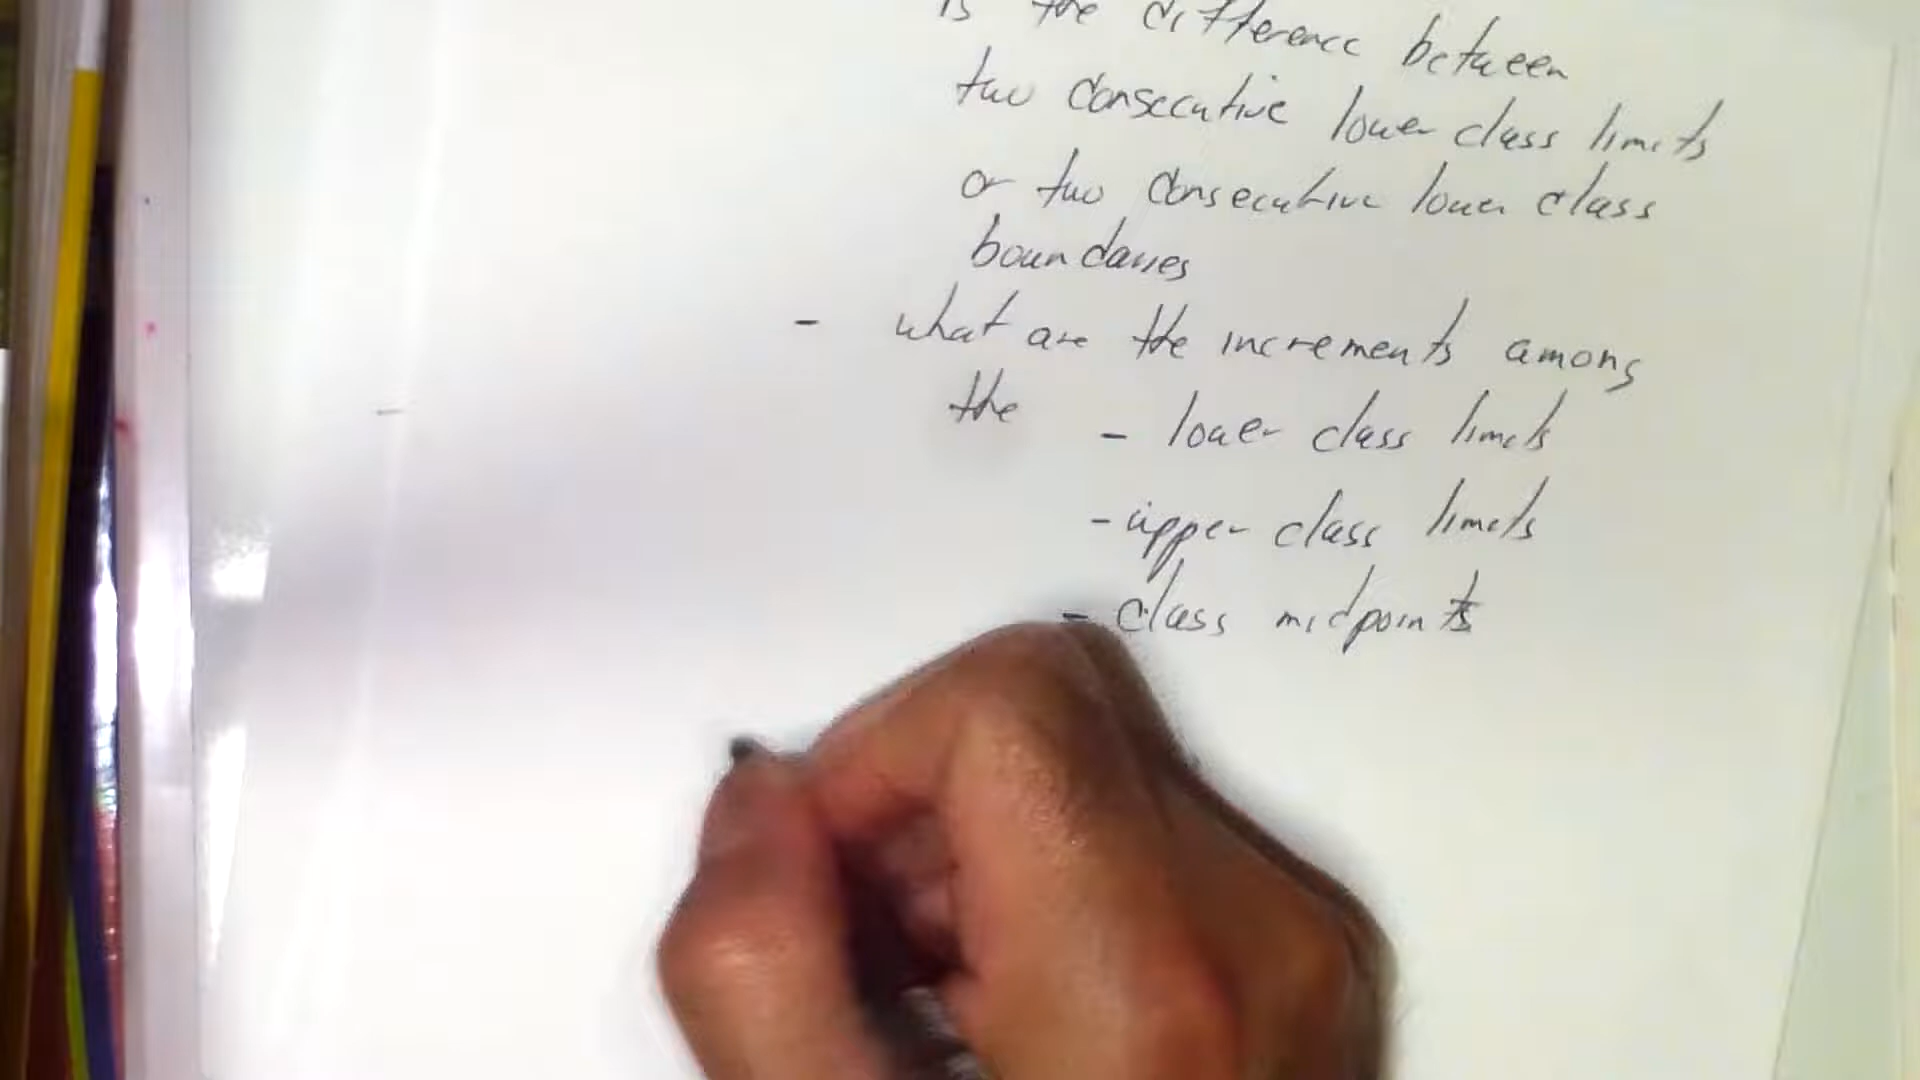 is the difference between
two consecutive lower class limits
or two consecutive lower class
boundaries
- what are the increments among
the - lower class limits
- upper class limits
- class midpoints